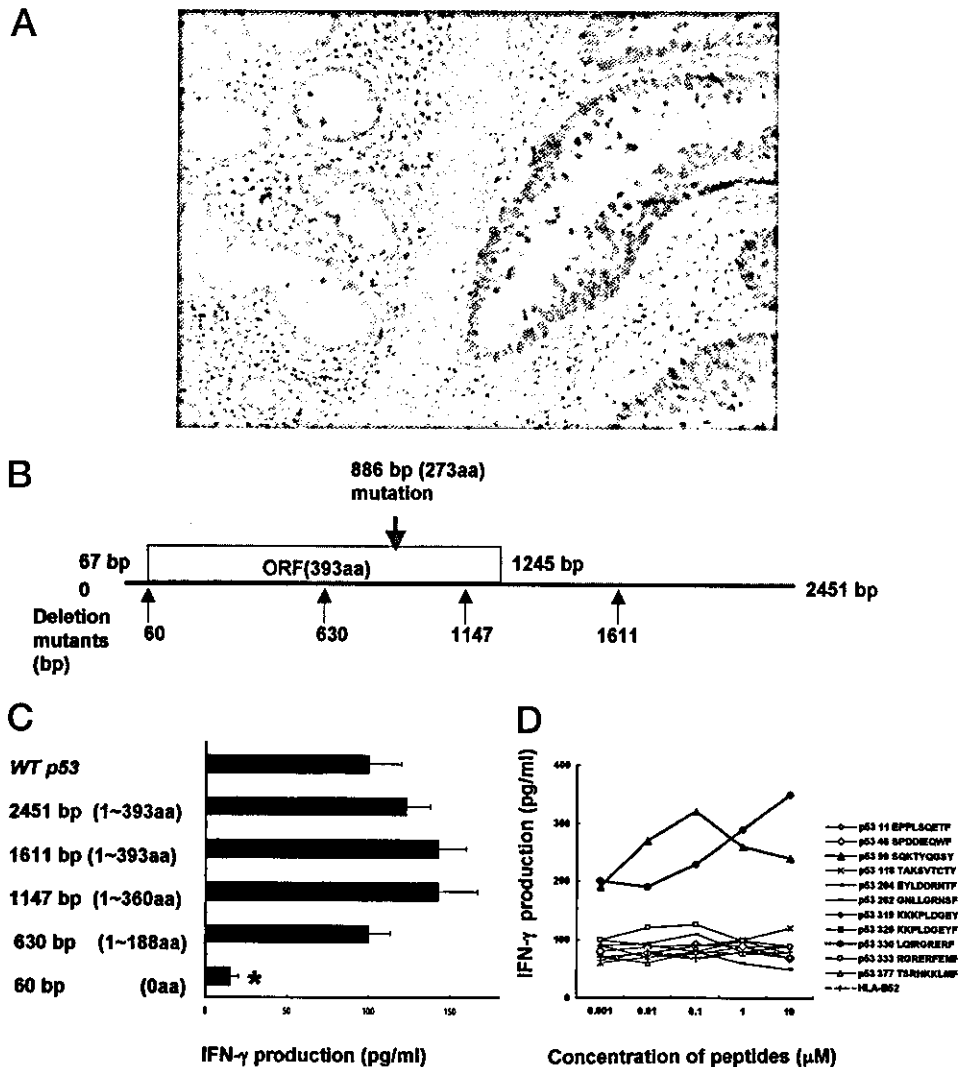 A
B
886 bp (273aa)
mutation
67 bp
ORF(393aa)
1245 bp
0
2451 bp
Deletion
mutants
(bp)
60
630
1147
1611
C
WT p53
2451 bp (1~393aa)
1611 bp (1~393aa)
1147 bp (1~360aa)
630 bp (1~188aa)
60 bp (0aa)
*
0
50
100
150
IFN-γ production (pg/ml)
D
IFN-γ production (pg/ml)
400
300
200
100
0
0.001
0.01
0.1
1
10
Concentration of peptides (μM)
p53 11 EPPLSQETF
p53 46 SPDDIEQWF
p53 99 SQKTYQGSY
p53 118 TAKSVTCTY
p53 204 EYLDDRNTF
p53 262 GNLLGRNSF
p53 319 KKKPLDGEY
KKPLDGEYF
p53 330 LQIRGRERF
p53 333 RGRERFEMF
p53 377 TSRHKKLMF
HLA-B52